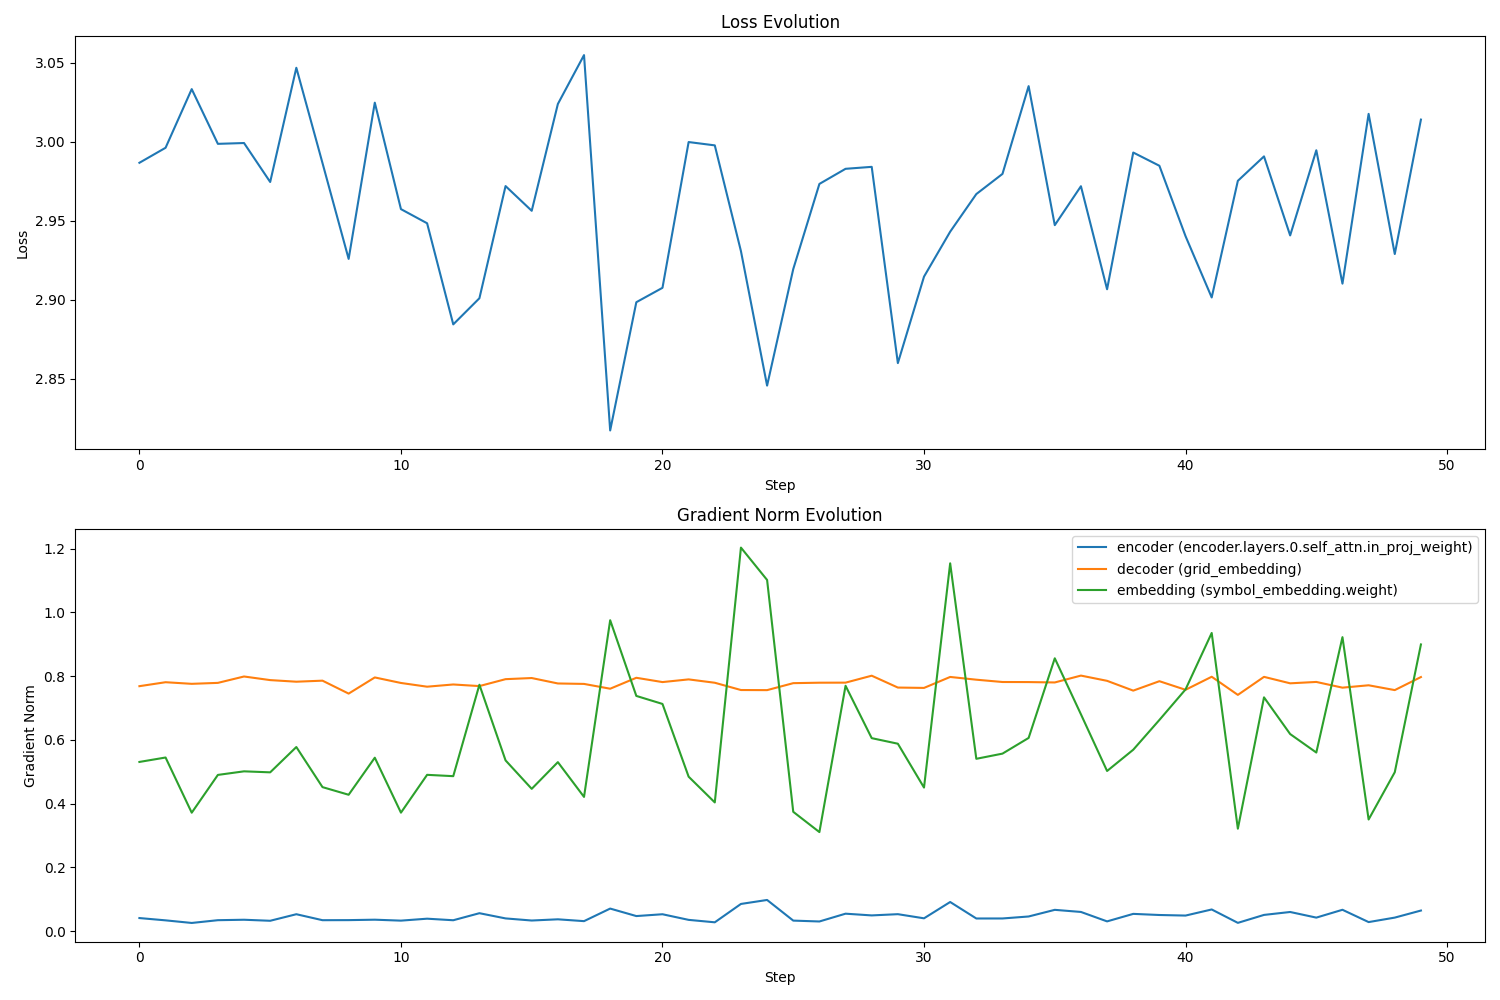 Loss Evolution
3.05
3.00
2.95
2.90
2.85
Loss
0 10 20 30 40 50
Step
Gradient Norm Evolution
1.2
1.0
0.8
0.6
0.4
0.2
0.0
Gradient Norm
encoder (encoder.layers.0.self_attn.in_proj_weight)
decoder (grid_embedding)
embedding (symbol_embedding.weight)
0 10 20 30 40 50
Step